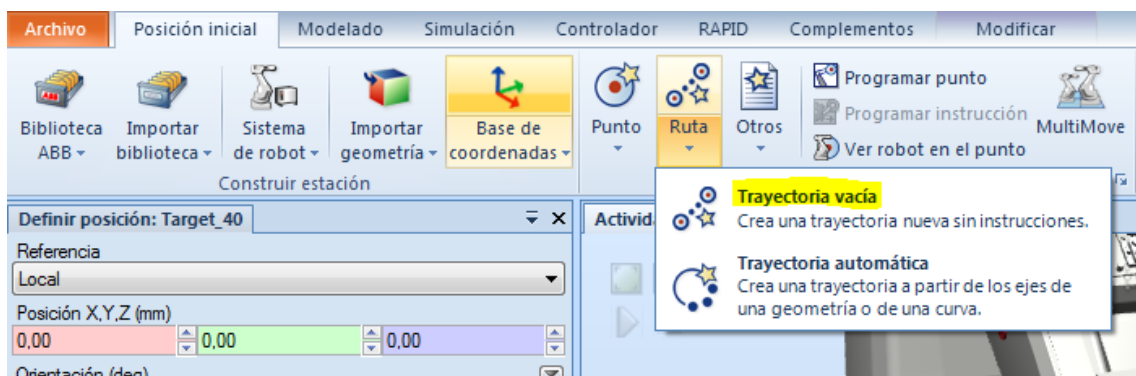 Archivo Posición inicial Modelado Simulación Controlador RAPID Complementos Modificar
Biblioteca ABB
Importar biblioteca
Sistema de robot
Importar geometría
Base de coordenadas
Construir estación
Punto
Ruta
Otros
Programar punto
Programar instrucción
Ver robot en el punto
MultiMove
Trayectoria vacía
Crea una trayectoria nueva sin instrucciones.
Trayectoria automática
Crea una trayectoria a partir de los ejes de
una geometría o de una curva.
Definir posición: Target_40
Activid
Referencia
Local
Posición X,Y,Z (mm)
0,00 0,00 0,00
Orientación (deg)